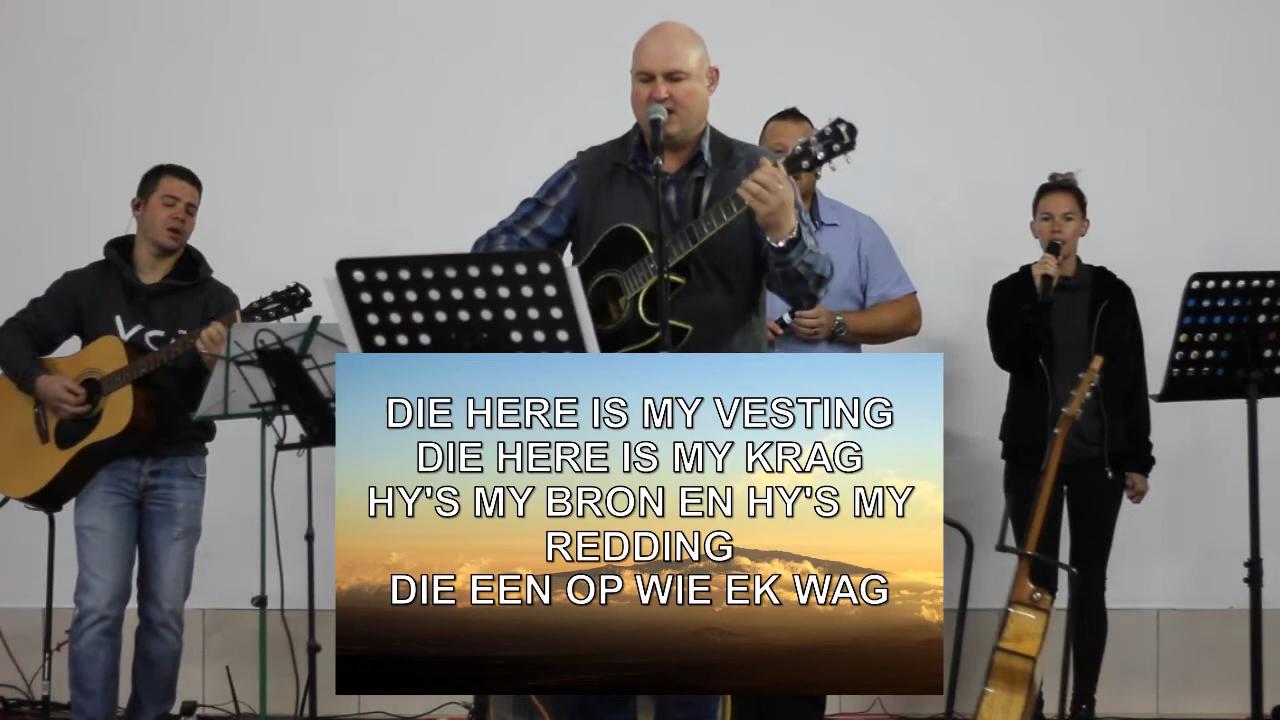 DIE HERE IS MY VESTING
DIE HERE IS MY KRAG
HY'S MY BRON EN HY'S MY
REDDING
DIE EEN OP WIE EK WAG